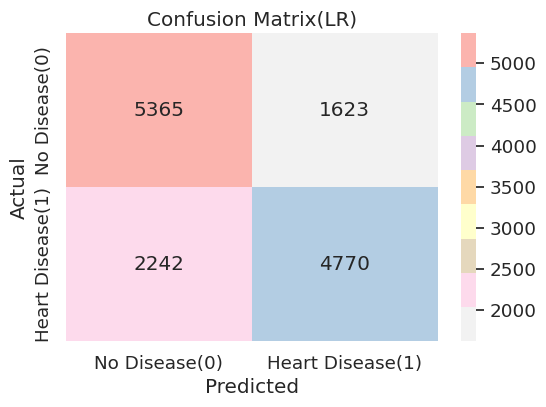 Confusion Matrix(LR)
Actual
No Disease(0)
Heart Disease(1)
5365
1623
2242
4770
No Disease(0)
Heart Disease(1)
Predicted
5000
4500
4000
3500
3000
2500
2000